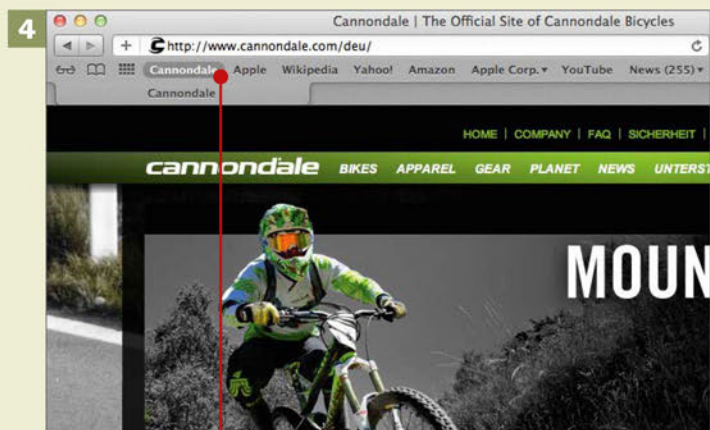 4
Cannondale | The Official Site of Cannondale Bicycles
http://www.cannondale.com/deu/
Cannondale Apple Wikipedia Yahoo! Amazon Apple Corp. YouTube News (255)
Cannondale
HOME | COMPANY | FAQ | SICHERHEIT |
cannondale BIKES APPAREL GEAR PLANET NEWS UNTERST
MOUN